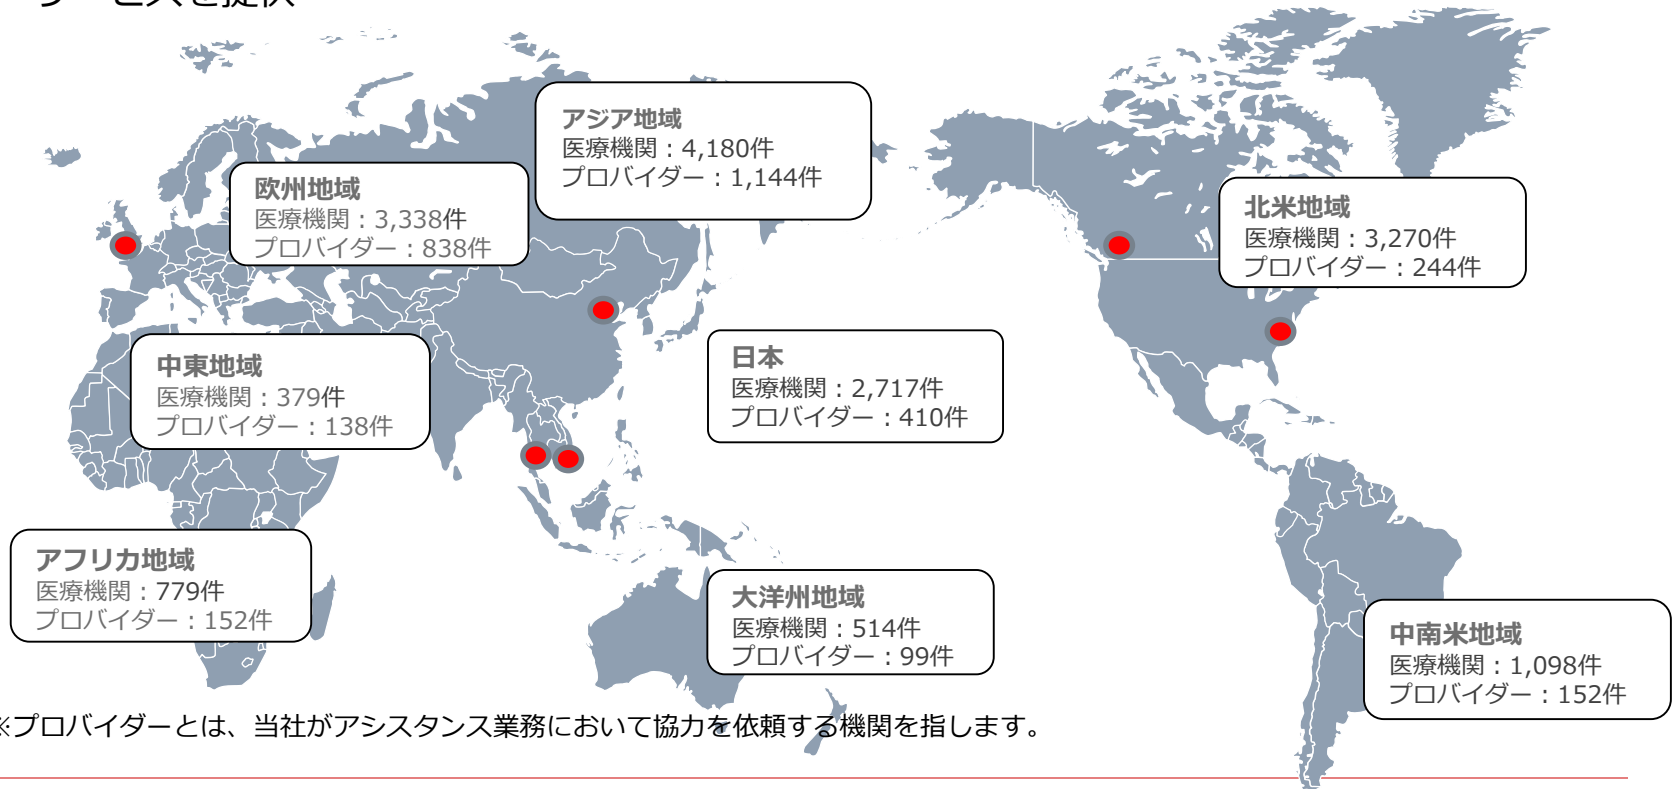 サービスを提供
アジア地域
医療機関：4,180件
プロバイダー：1,144件
欧州地域
医療機関：3,338件
プロバイダー：838件
北米地域
医療機関：3,270件
プロバイダー：244件
中東地域
医療機関：379件
プロバイダー：138件
日本
医療機関：2,717件
プロバイダー：410件
アフリカ地域
医療機関：779件
プロバイダー：152件
大洋州地域
医療機関：514件
プロバイダー：99件
中南米地域
医療機関：1,098件
プロバイダー：152件
※プロバイダーとは、当社がアシスタンス業務において協力を依頼する機関を指します。